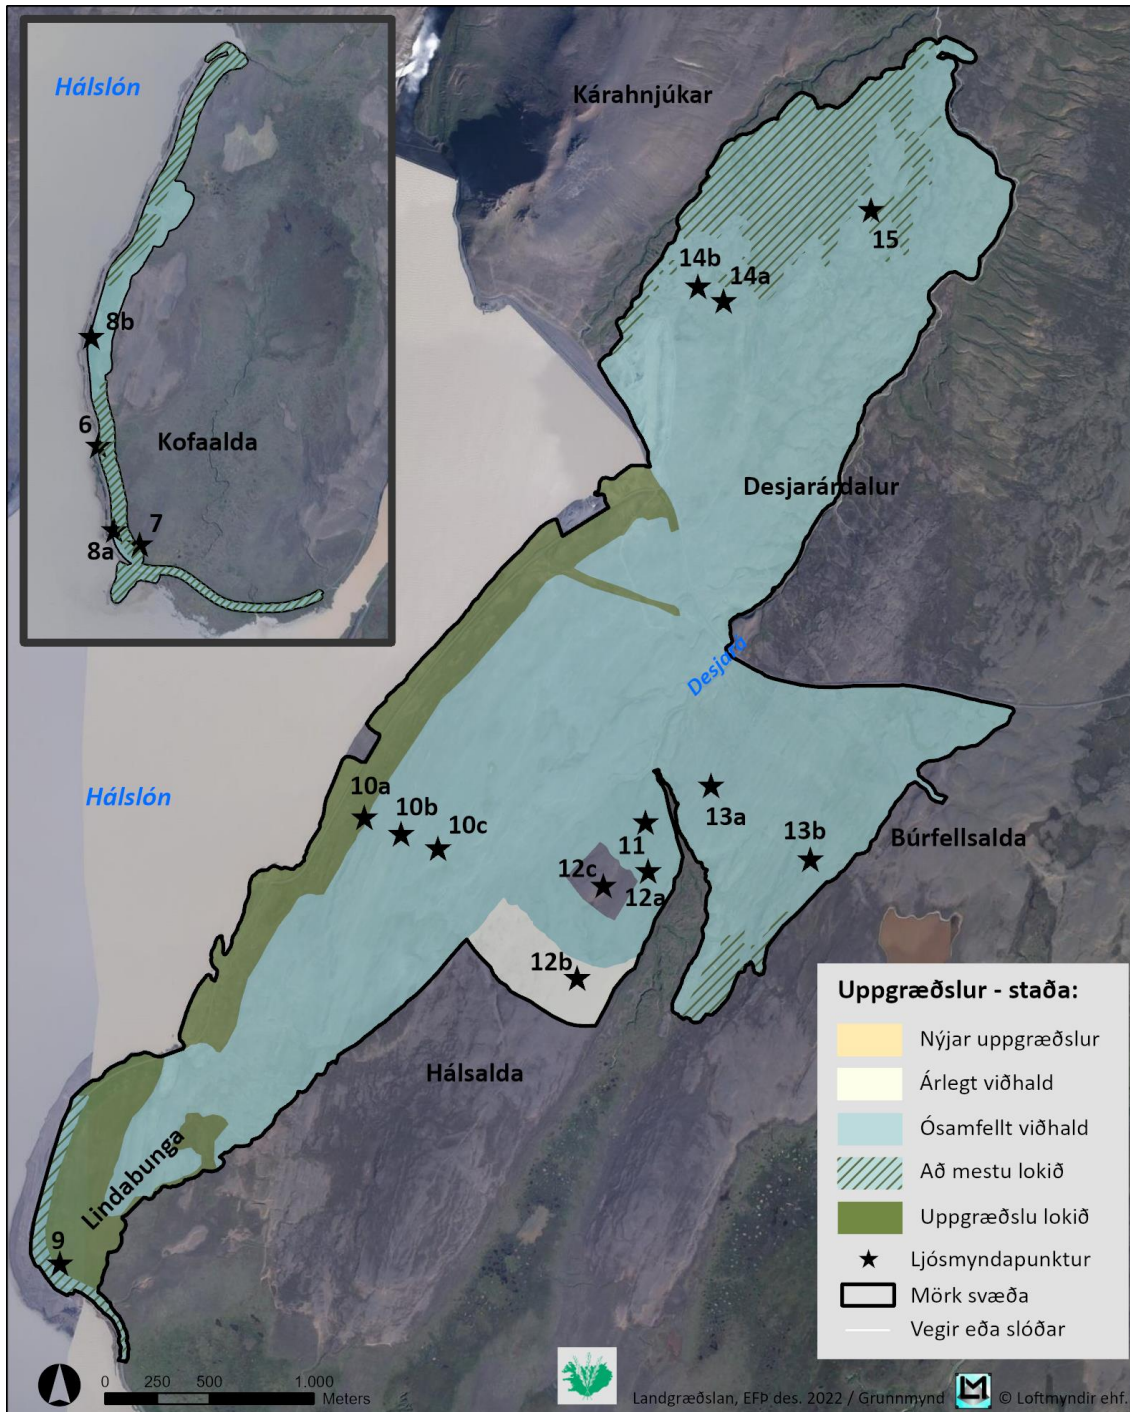 Hálslón
8b
6
Kofaalda
8a
7
Kárahnjúkar
15
14b
14a
Desjarárdalur
Desjará
Hálslón
10a
10b
10c
11
12a
12c
12b
13a
13b
Búrfellsalda
Hálsalda
Lindabunga
9
Uppgræðslur - staða:
Nýjar uppgræðslur
Árlegt viðhald
Ósamfellt viðhald
Að mestu lokið
Uppgræðslu lokið
Ljósmyndapunktur
Mörk svæða
Vegir eða slóðar
0 250 500 1.000
Meters
Landgræðslan, EFÞ des. 2022 / Grunnmynd LM © Loftmyndir ehf.